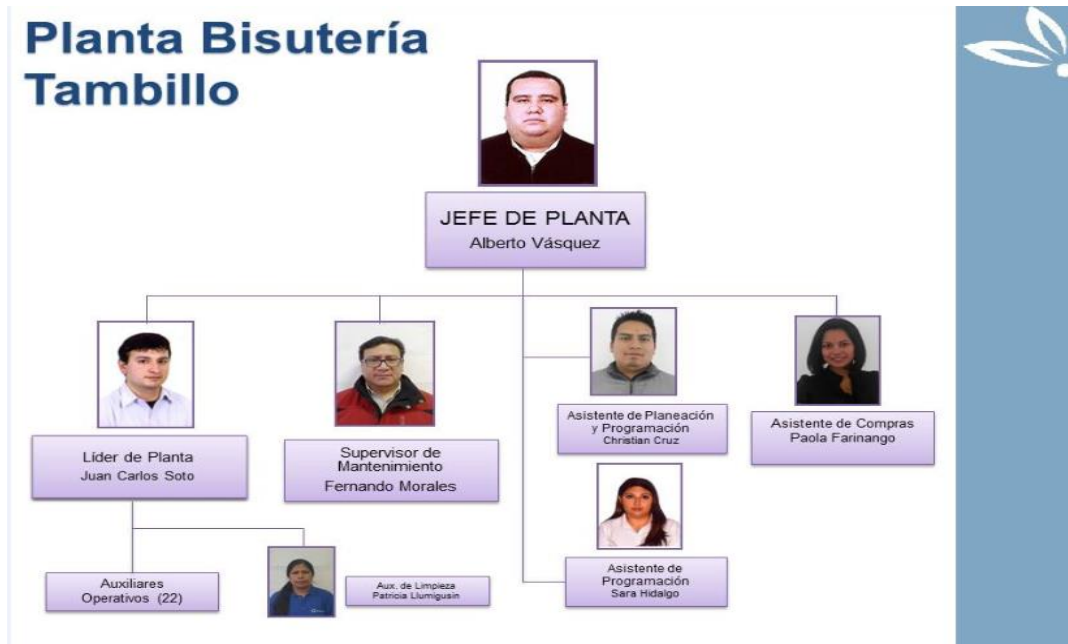 Planta Bisutería
Tambillo
JEFE DE PLANTA
Alberto Vásquez
Líder de Planta
Juan Carlos Soto
Supervisor de
Mantenimiento
Fernando Morales
Asistente de Planeación
y Programación
Christian Cruz
Asistente de Compras
Paola Farinango
Auxiliares
Operativos (22)
Aux. de Limpieza
Patricia Llumigusin
Asistente de
Programación
Sara Hidalgo